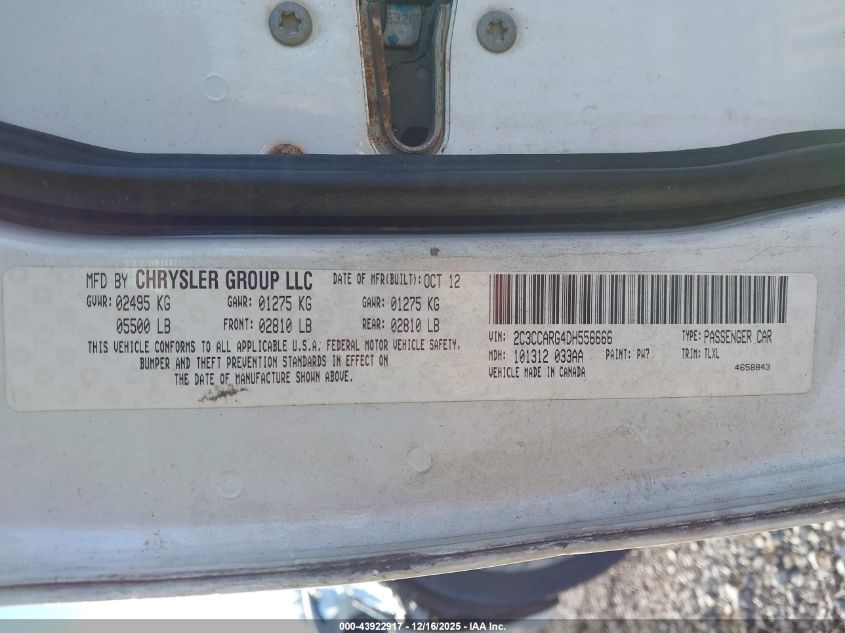 MFD BY CHRYSLER GROUP LLC DATE OF MFR(BUILT): OCT 12
GVWR: 02495 KG GAWR: 01275 KG GAWR: 01275 KG
05500 LB FRONT: 02810 LB REAR: 02810 LB
THIS VEHICLE CONFORMS TO ALL APPLICABLE U.S.A. FEDERAL MOTOR VEHICLE SAFETY,
BUMPER AND THEFT PREVENTION STANDARDS IN EFFECT ON
THE DATE OF MANUFACTURE SHOWN ABOVE.
VIN: 2C3CCARG4DH556666 TYPE: PASSENGER CAR
MDH: 101312 033AA PAINT: PW7 TRIM: TLXL
VEHICLE MADE IN CANADA 4658843
000-43922917 - 12/16/2025 - IAA Inc.